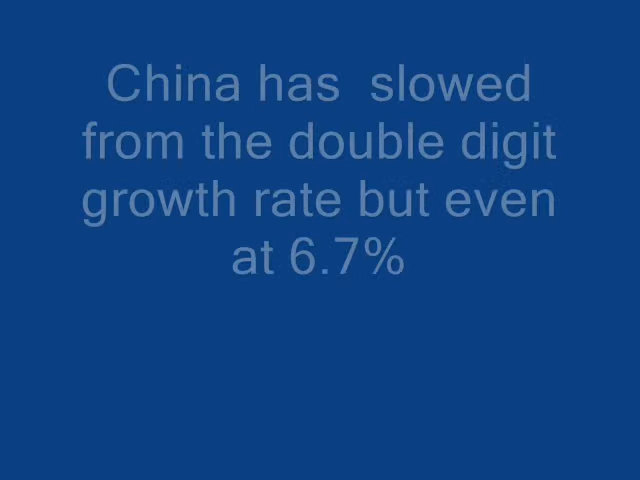 China has  slowed
from the double digit
growth rate but even
at 6.7%